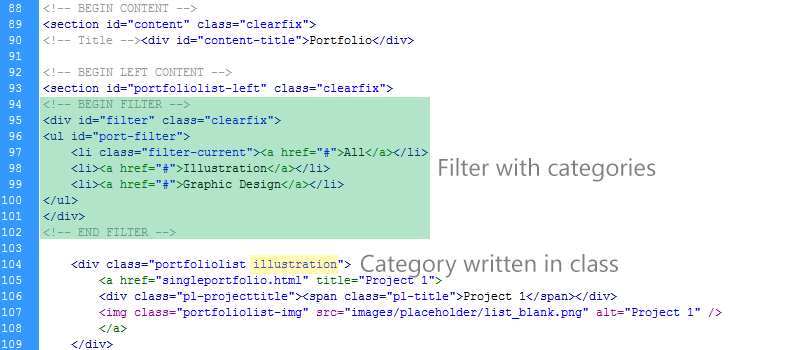 88 <!-- BEGIN CONTENT -->
89 <section id="content" class="clearfix">
90 <!-- Title --><div id="content-title">Portfolio</div>
91
92 <!-- BEGIN LEFT CONTENT -->
93 <section id="portfoliolist-left" class="clearfix">
94 <!-- BEGIN FILTER -->
95 <div id="filter" class="clearfix">
96 <ul id="port-filter">
97 <li class="filter-current"><a href="#">All</a></li>
98 <li><a href="#">Illustration</a></li>
Filter with categories
99 <li><a href="#">Graphic Design</a></li>
100 </ul>
101 </div>
102 <!-- END FILTER -->
103
104 <div class="portfoliolist illustration"> Category written in class
105 <a href="singleportfolio.html" title="Project 1">
106 <div class="pl-projecttitle"><span class="pl-title">Project 1</span></div>
107 <img class="portfoliolist-img" src="images/placeholder/list_blank.png" alt="Project 1" />
108 </a>
109 </div>